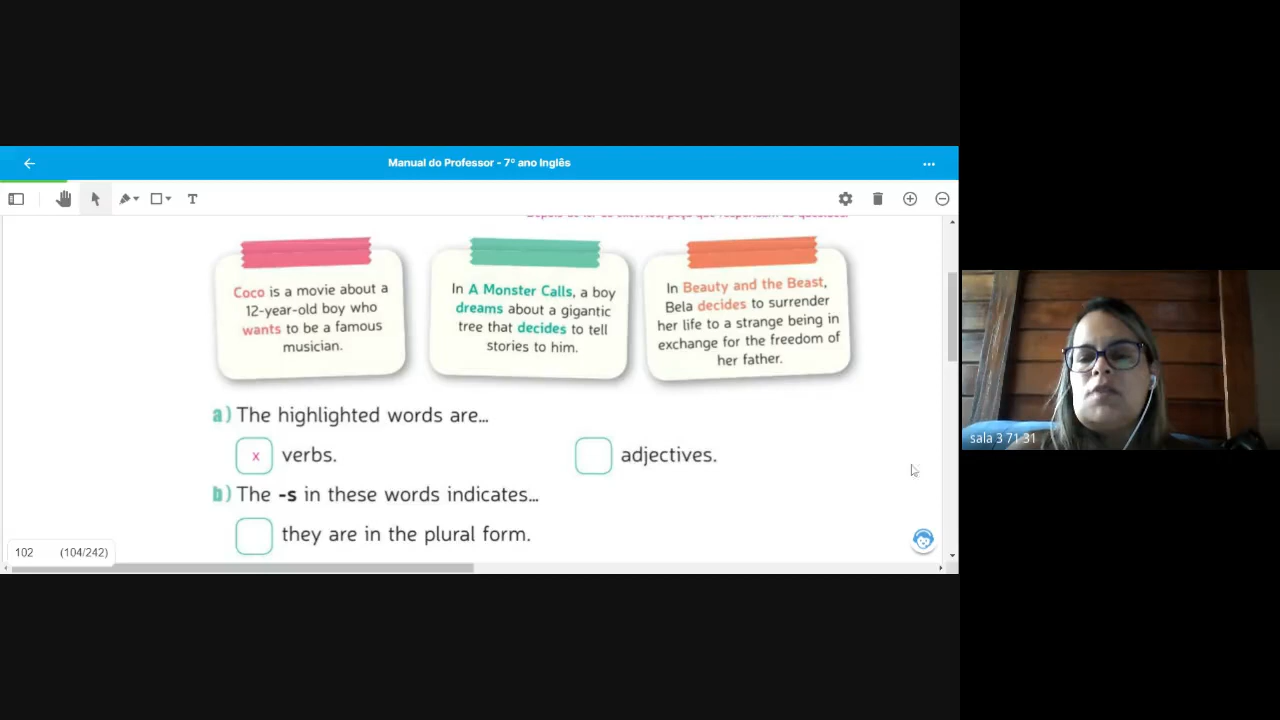 Manual do Professor - 7º ano Inglês
Coco is a movie about a
12-year-old boy who
wants to be a famous
musician.
In A Monster Calls, a boy
dreams about a gigantic
tree that decides to tell
stories to him.
In Beauty and the Beast,
Bela decides to surrender
her life to a strange being in
exchange for the freedom of
her father.
a) The highlighted words are...
x verbs.
adjectives.
b) The -s in these words indicates...
they are in the plural form.
102 (104/242)
sala 3 71 31